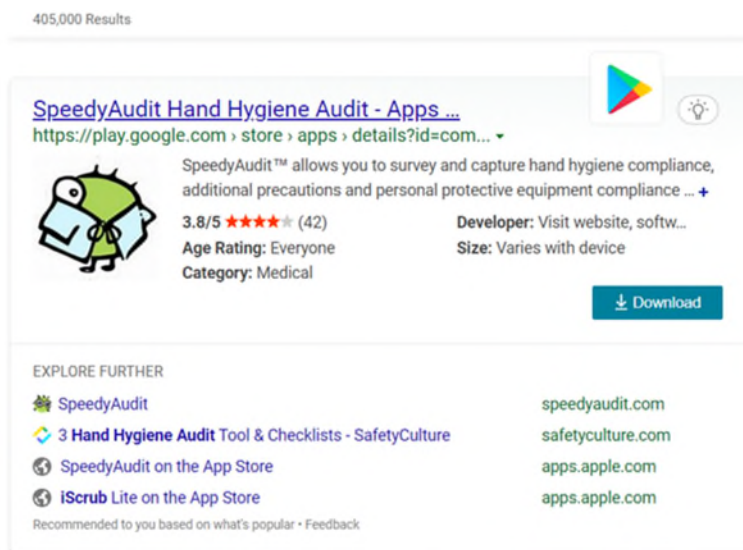 405,000 Results
SpeedyAudit Hand Hygiene Audit - Apps ...
https://play.google.com › store › apps › details?id=com...
SpeedyAudit™ allows you to survey and capture hand hygiene compliance,
additional precautions and personal protective equipment compliance ... +
3.8/5 ★★★★★ (42) Developer: Visit website, softw...
Age Rating: Everyone Size: Varies with device
Category: Medical
Download
EXPLORE FURTHER
SpeedyAudit speedyaudit.com
3 Hand Hygiene Audit Tool & Checklists - SafetyCulture safetyculture.com
SpeedyAudit on the App Store apps.apple.com
iScrub Lite on the App Store apps.apple.com
Recommended to you based on what's popular • Feedback